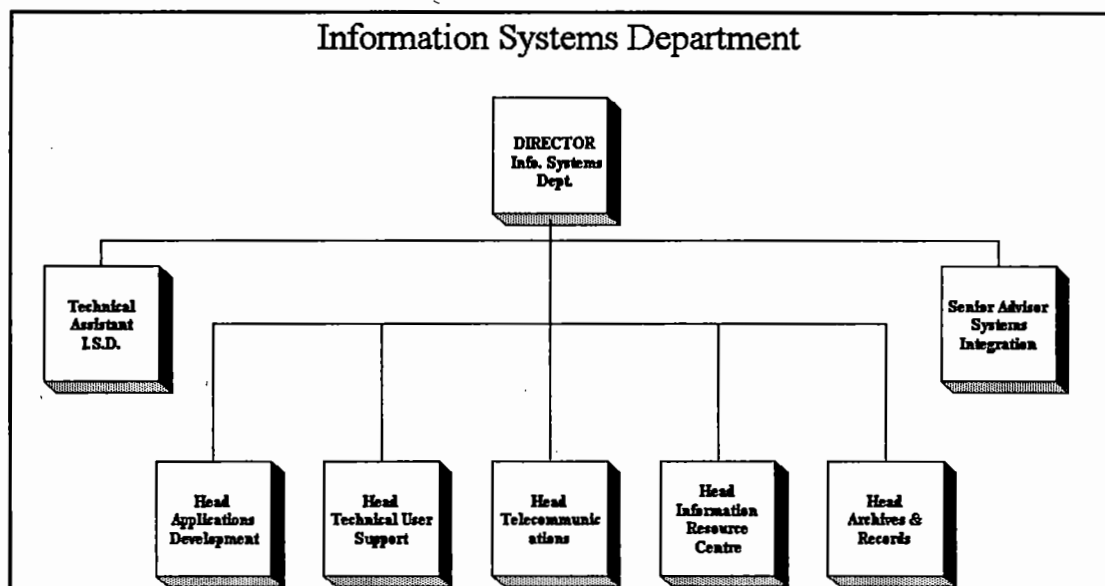 Information Systems Department
DIRECTOR
Info. Systems
Dept.
Technical
Assistant
I.S.D.
Senior Advisor
Systems
Integration
Head
Applications
Development
Head
Technical User
Support
Head
Telecommunic
ations
Head
Information
Resource
Centre
Head
Archives &
Records